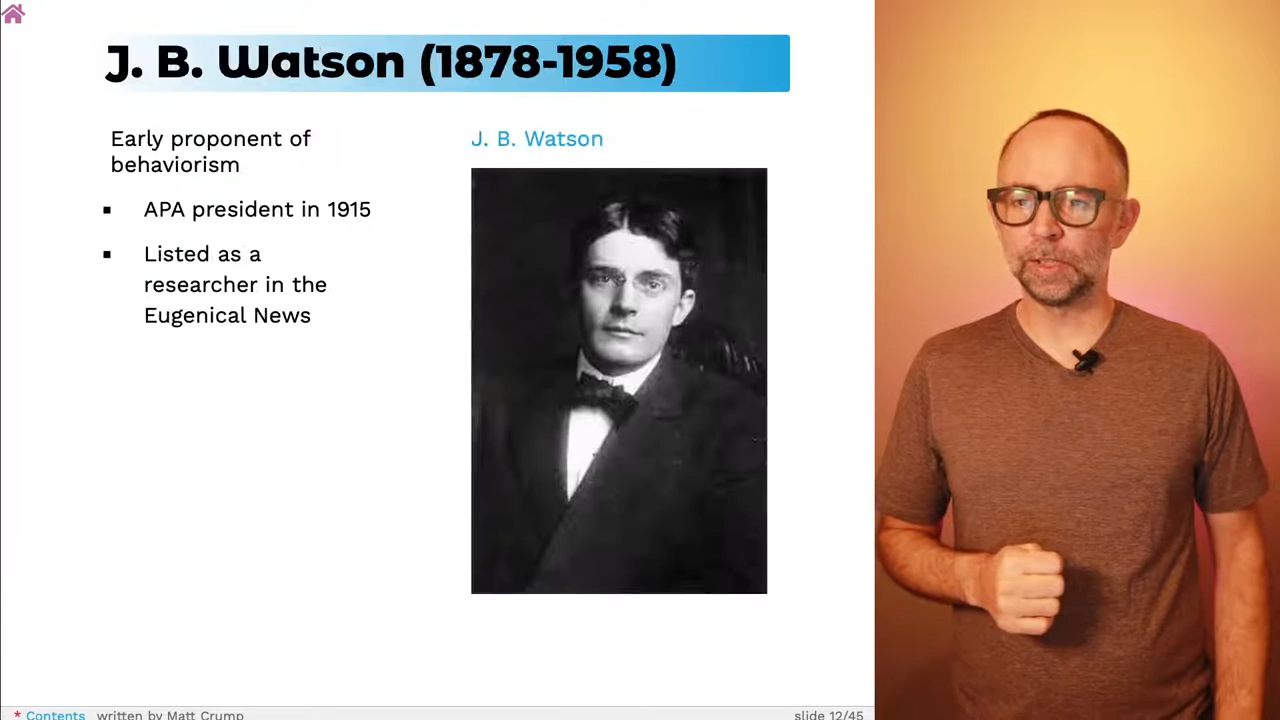 J. B. Watson (1878-1958)
Early proponent of
behaviorism
▪ APA president in 1915
▪ Listed as a
researcher in the
Eugenical News
J. B. Watson
* Contents written by Matt Crump
slide 12/45